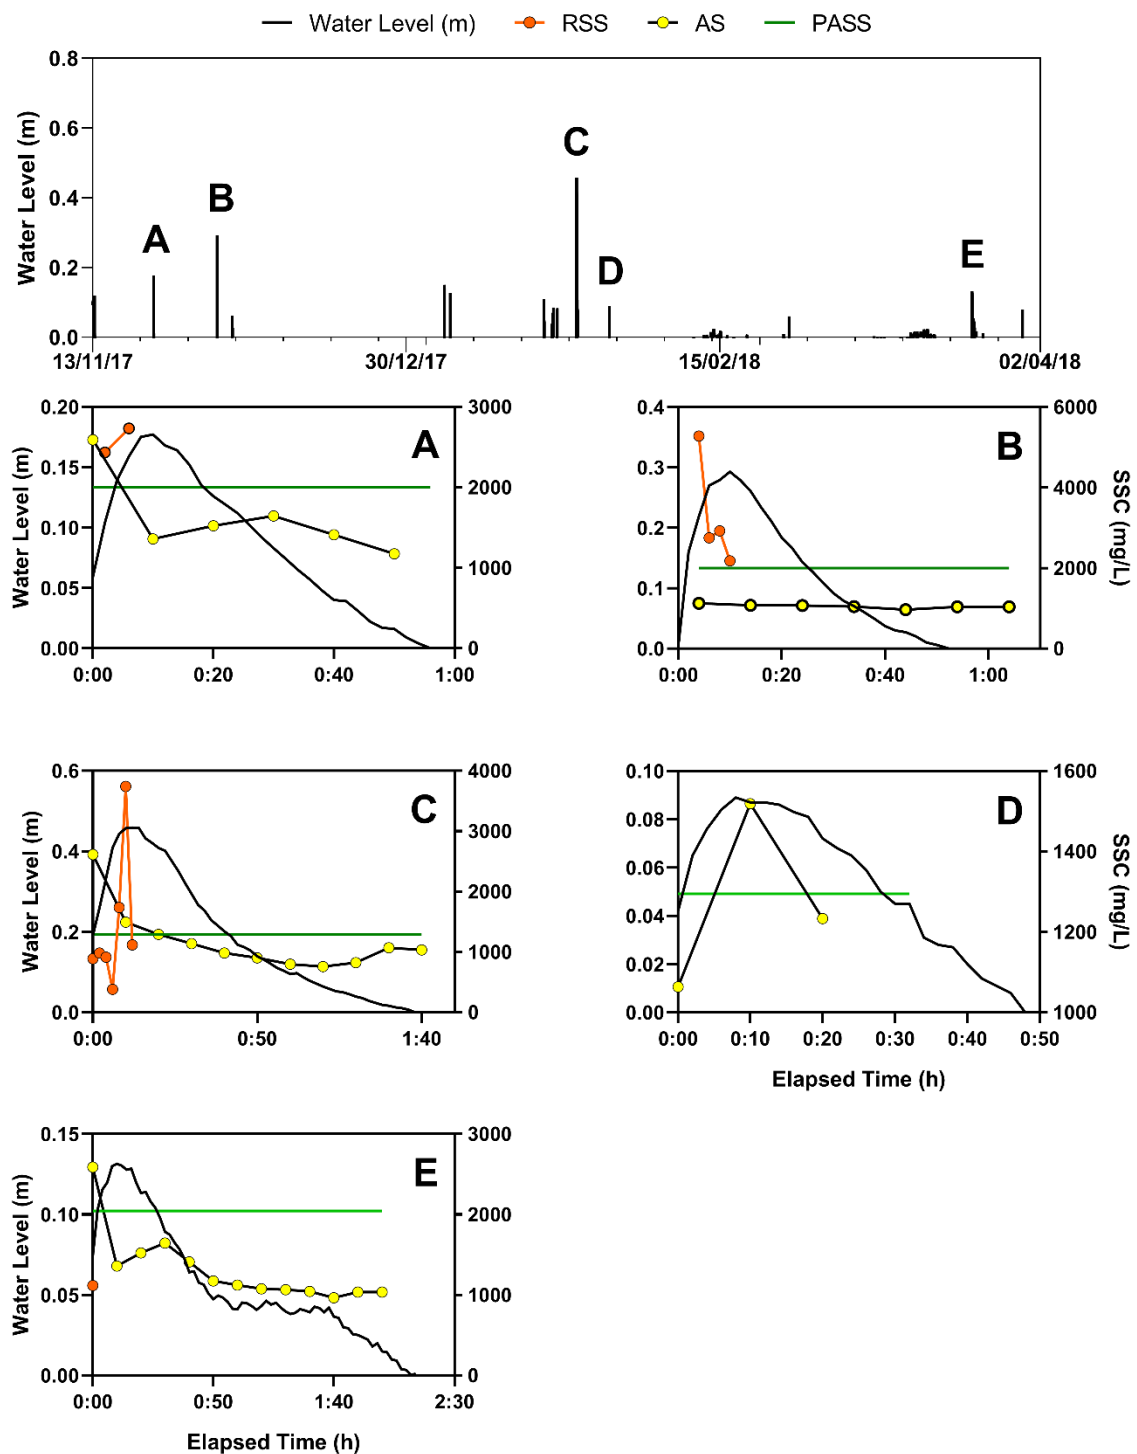 Water Level (m) RSS AS PASS
Water Level (m)
0.8
0.6
0.4
0.2
0.0
A
B
C
D
E
13/11/17 30/12/17 15/02/18 02/04/18
Water Level (m)
0.20
0.15
0.10
0.05
0.00
A
3000
2000
1000
0
0:00 0:20 0:40 1:00
0.4
0.3
0.2
0.1
0.0
B
6000
4000
2000
0
SSC (mg/L)
0:00 0:20 0:40 1:00
Water Level (m)
0.6
0.4
0.2
0.0
C
4000
3000
2000
1000
0
0:00 0:50 1:40
0.10
0.08
0.06
0.04
0.02
0.00
D
1600
1400
1200
1000
SSC (mg/L)
0:00 0:10 0:20 0:30 0:40 0:50
Elapsed Time (h)
Water Level (m)
0.15
0.10
0.05
0.00
E
3000
2000
1000
0
0:00 0:50 1:40 2:30
Elapsed Time (h)